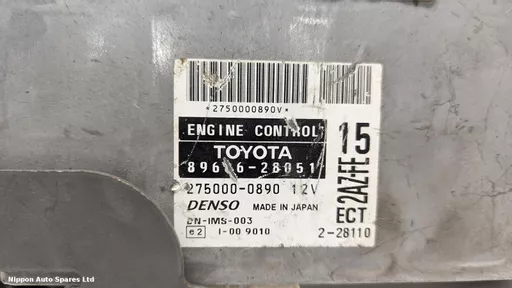 *2750000890V*
ENGINE CONTROL
TOYOTA
89666-28051
275000-0890 12V
DENSO MADE IN JAPAN
DN-IMS-003
e2 I-00 9010
15
2AZ-FE
ECT
2-28110
Nippon Auto Spares Ltd